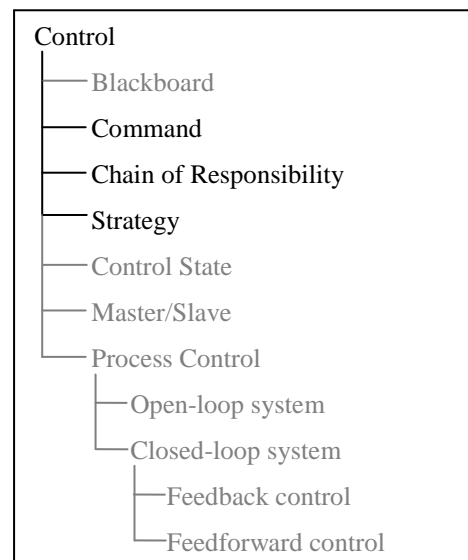 Control
Blackboard
Command
Chain of Responsibility
Strategy
Control State
Master/Slave
Process Control
Open-loop system
Closed-loop system
Feedback control
Feedforward control